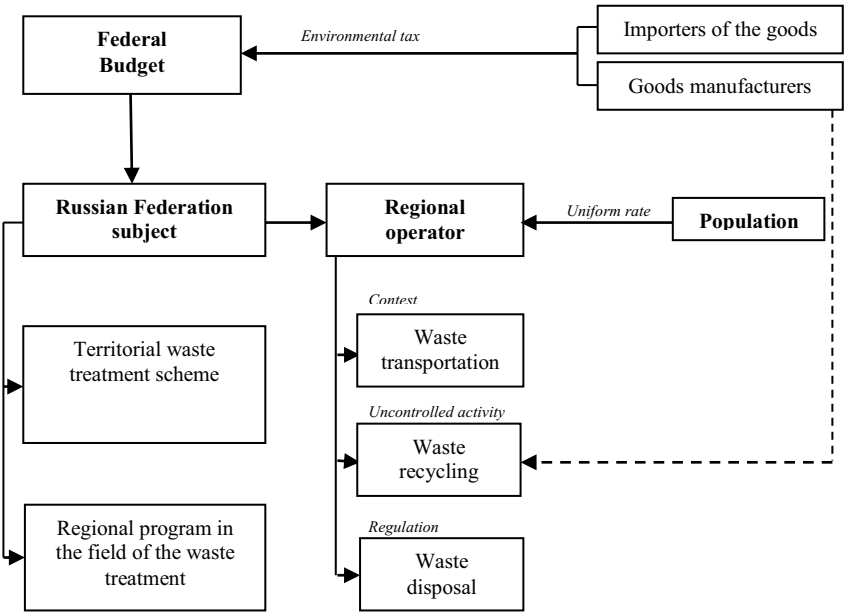 Federal
Budget
Environmental tax
Importers of the goods
Goods manufacturers
Russian Federation
subject
Regional
operator
Uniform rate
Population
Contest
Territorial waste
treatment scheme
Waste
transportation
Uncontrolled activity
Waste
recycling
Regional program in
the field of the waste
treatment
Regulation
Waste
disposal